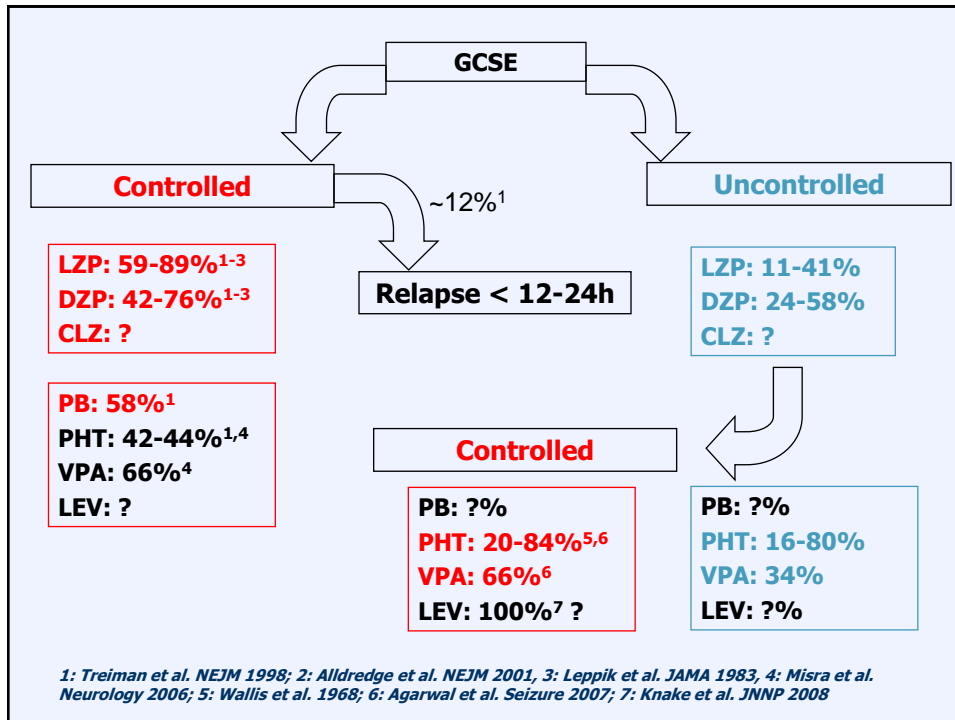 GCSE
Controlled
Uncontrolled
~12%¹
LZP: 59-89%¹⁻³
DZP: 42-76%¹⁻³
CLZ: ?
Relapse < 12-24h
LZP: 11-41%
DZP: 24-58%
CLZ: ?
PB: 58%¹
PHT: 42-44%¹,⁴
VPA: 66%⁴
LEV: ?
Controlled
PB: ?%
PHT: 20-84%⁵,⁶
VPA: 66%⁶
LEV: 100%⁷ ?
PB: ?%
PHT: 16-80%
VPA: 34%
LEV: ?%
1: Treiman et al. NEJM 1998; 2: Alldredge et al. NEJM 2001, 3: Leppik et al. JAMA 1983, 4: Misra et al.
Neurology 2006; 5: Wallis et al. 1968; 6: Agarwal et al. Seizure 2007; 7: Knake et al. JNNP 2008